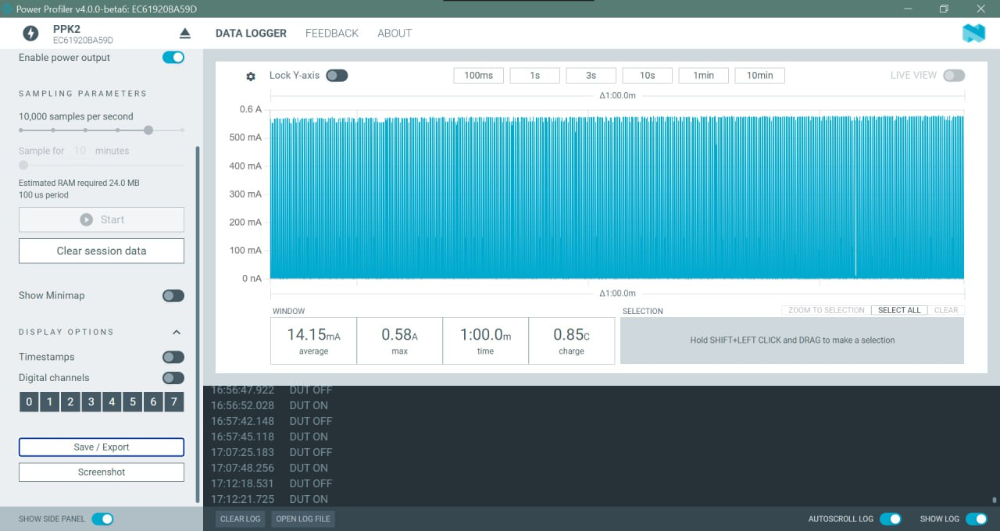 Power Profiler v4.0.0-beta6: EC61920BA59D
PPK2
EC61920BA59D
DATA LOGGER
FEEDBACK
ABOUT
Enable power output
SAMPLING PARAMETERS
10,000 samples per second
Sample for 10 minutes
Estimated RAM required 24.0 MB
100 us period
Start
Clear session data
Show Minimap
DISPLAY OPTIONS
Timestamps
Digital channels
0 1 2 3 4 5 6 7
Save / Export
Screenshot
SHOW SIDE PANEL
Lock Y-axis
100ms
1s
3s
10s
1min
10min
LIVE VIEW
Δ1:00.0m
0.6 A
500 mA
400 mA
300 mA
200 mA
100 mA
0 nA
Δ1:00.0m
WINDOW
14.15mA
average
0.58A
max
1:00.0m
time
0.85C
charge
SELECTION
ZOOM TO SELECTION
SELECT ALL
CLEAR
Hold SHIFT+LEFT CLICK and DRAG to make a selection
16:56:47.922 DUT OFF
16:56:52.028 DUT ON
16:57:42.148 DUT OFF
16:57:45.118 DUT ON
17:07:25.183 DUT OFF
17:07:48.256 DUT ON
17:12:18.531 DUT OFF
17:12:21.725 DUT ON
CLEAR LOG
OPEN LOG FILE
AUTOSCROLL LOG
SHOW LOG